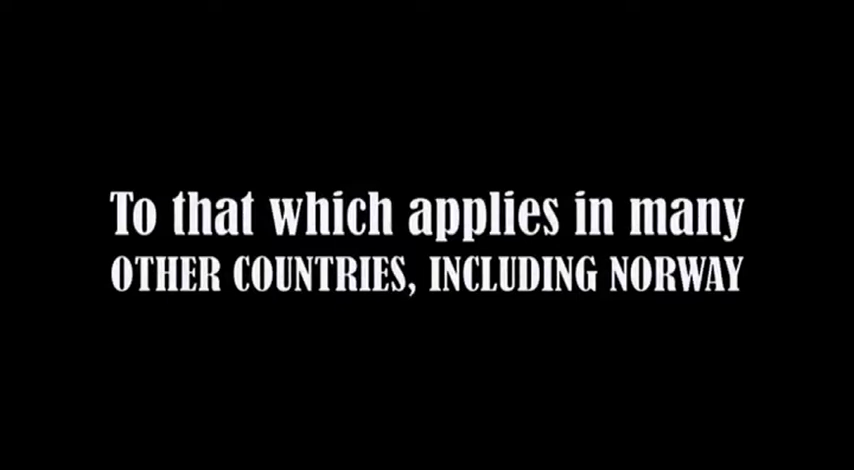 To that which applies in many
OTHER COUNTRIES, INCLUDING NORWAY